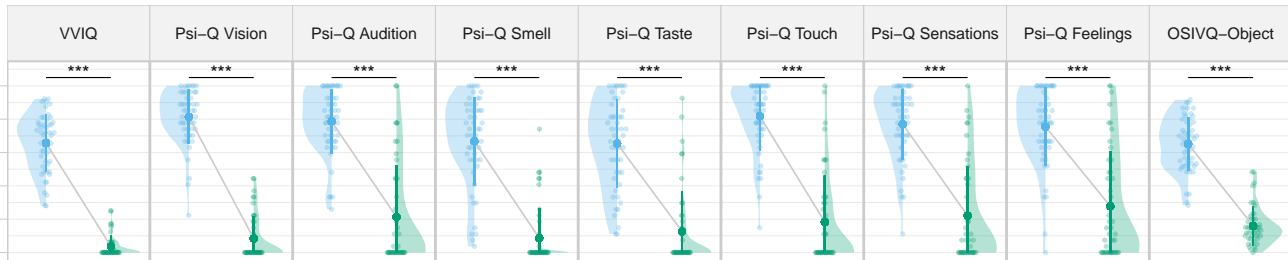 VVIQ
Psi−Q Vision
Psi−Q Audition
Psi−Q Smell
Psi−Q Taste
Psi−Q Touch
Psi−Q Sensations
Psi−Q Feelings
OSIVQ−Object
***
***
***
***
***
***
***
***
***